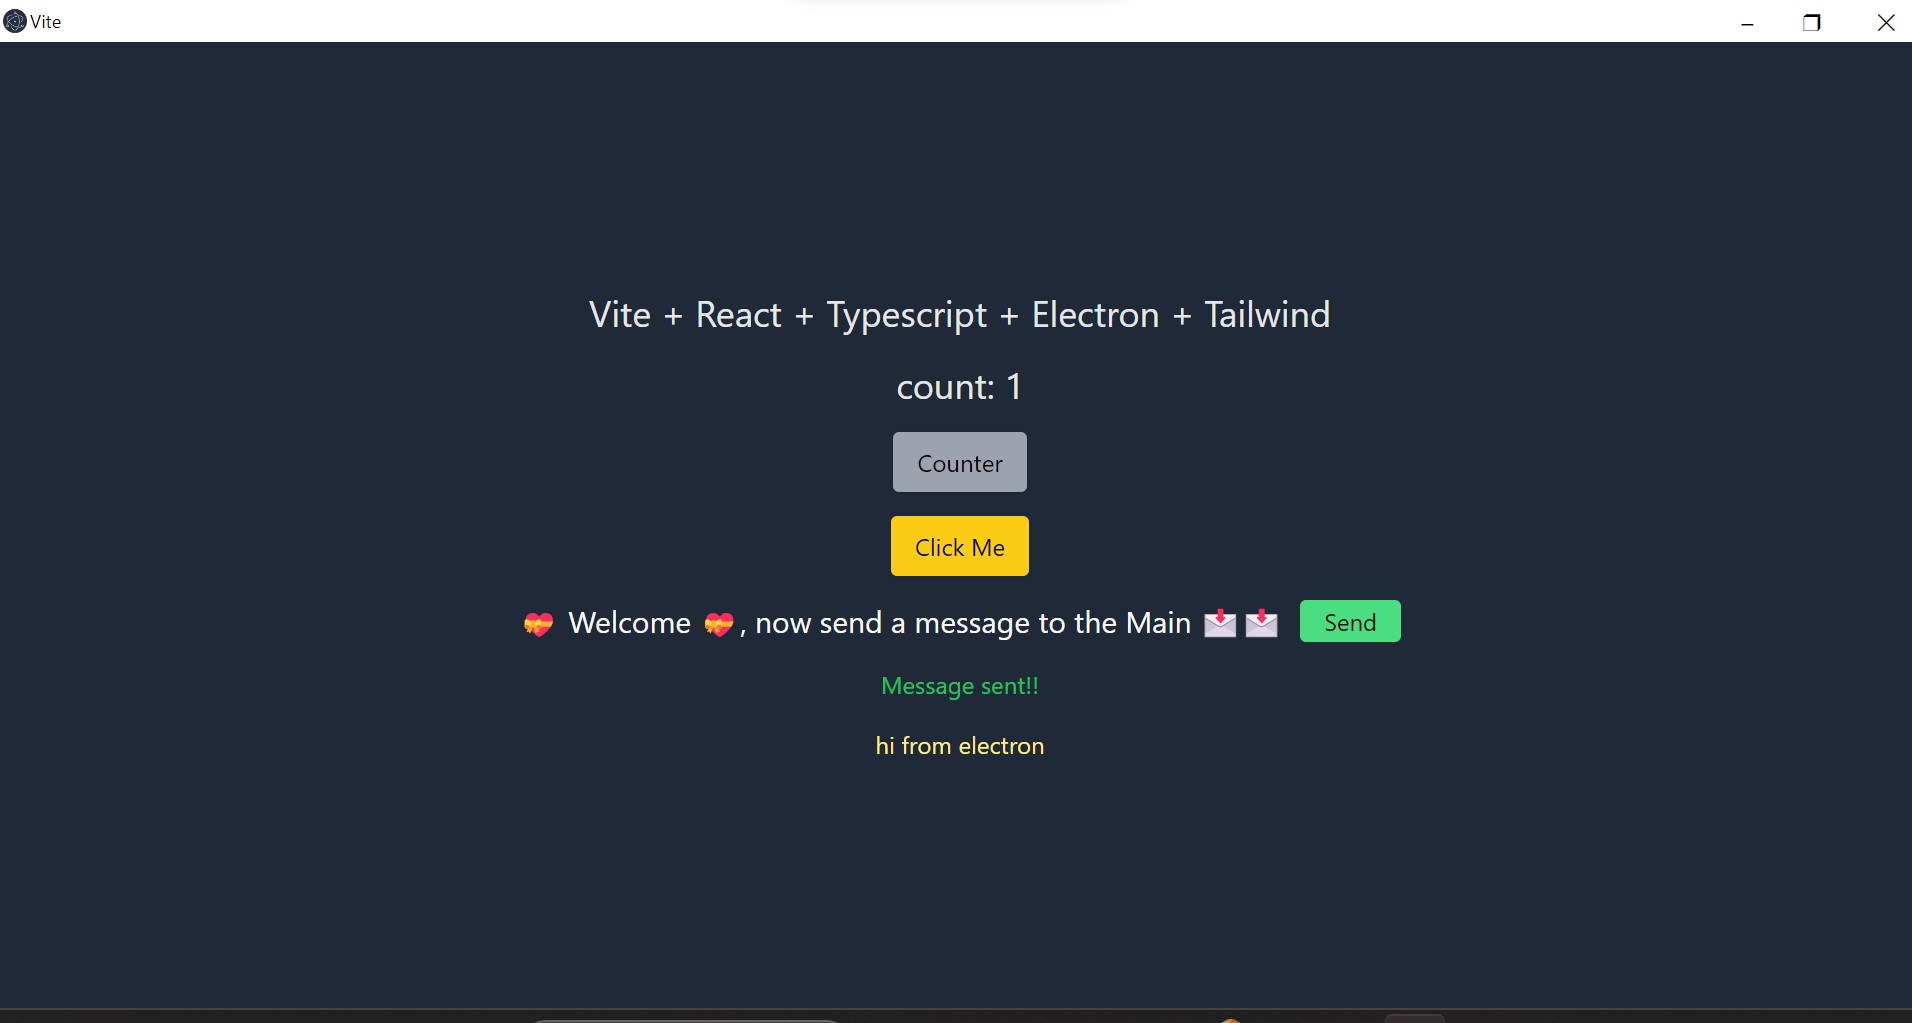 Vite
Vite + React + Typescript + Electron + Tailwind
count: 1
Counter
Click Me
💝 Welcome 💝, now send a message to the Main 📩📩 Send
Message sent!!
hi from electron